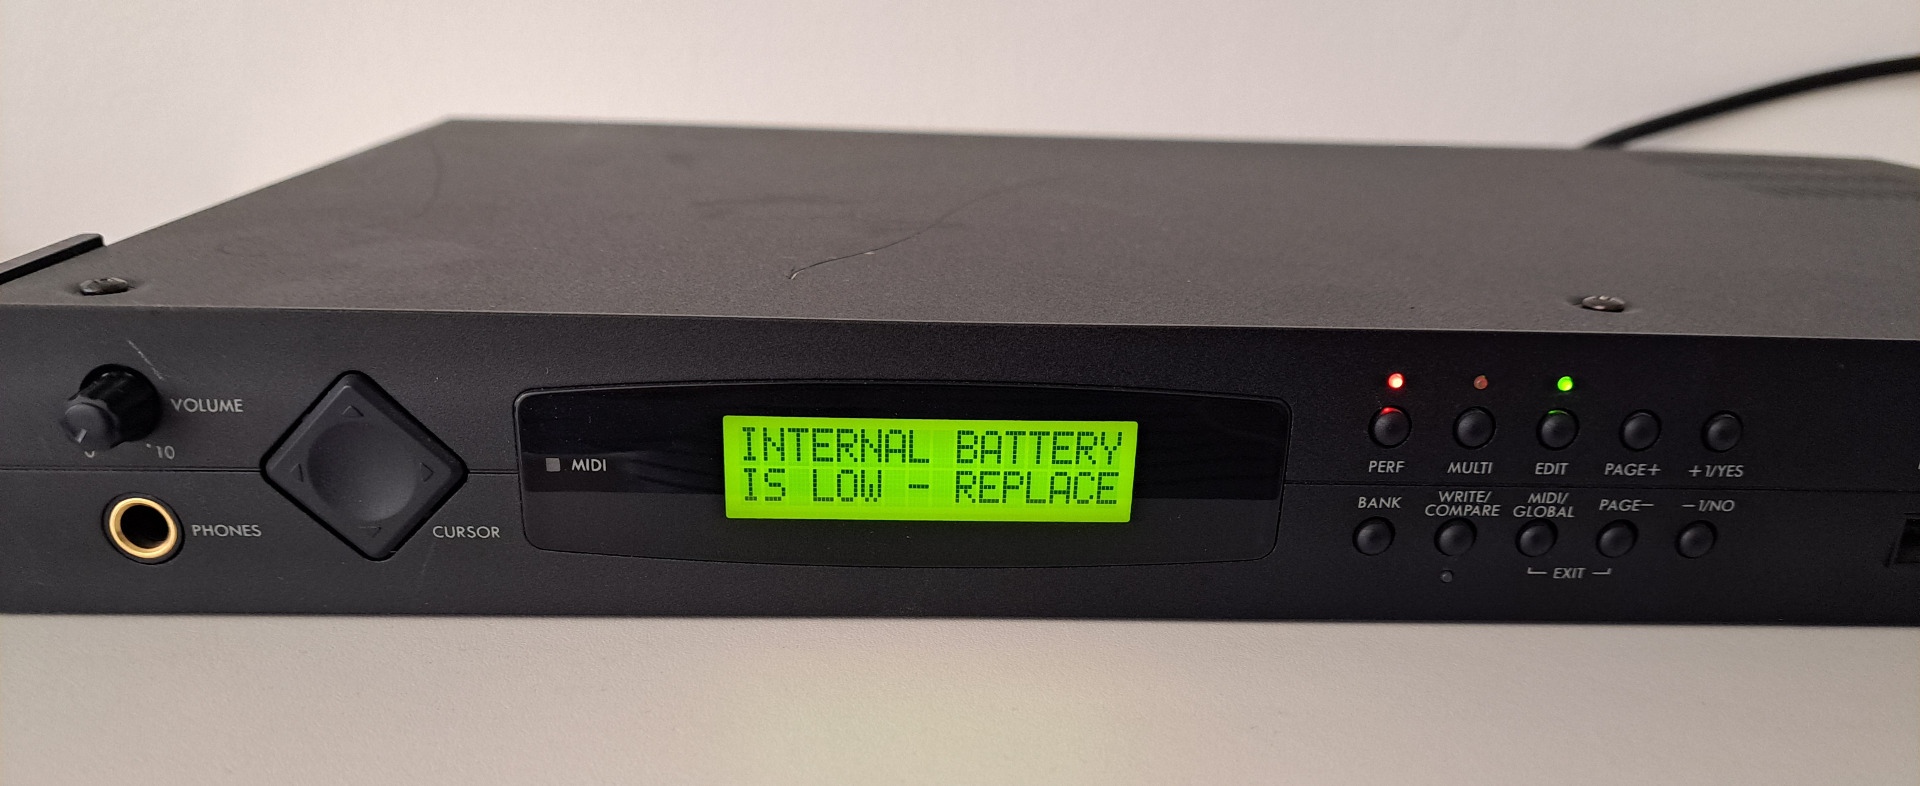 VOLUME
10
PHONES
CURSOR
MIDI
INTERNAL BATTERY
IS LOW - REPLACE
PERF
MULTI
EDIT
PAGE+
+1/YES
BANK
WRITE/
COMPARE
MIDI/
GLOBAL
PAGE−
−1/NO
EXIT